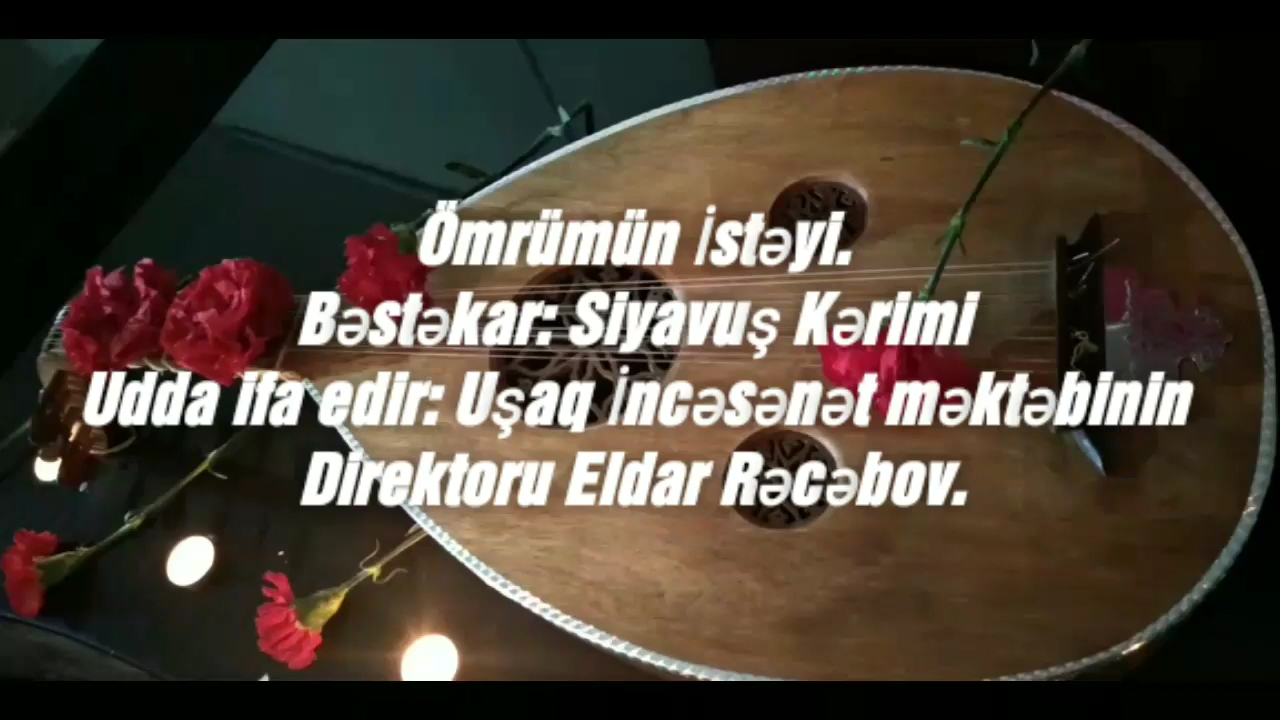 Ömrümün İstəyi.
Bəstəkar: Siyavuş Kərimi
Udda ifa edir: Uşaq İncəsənət məktəbinin
Direktoru Eldar Rəcəbov.